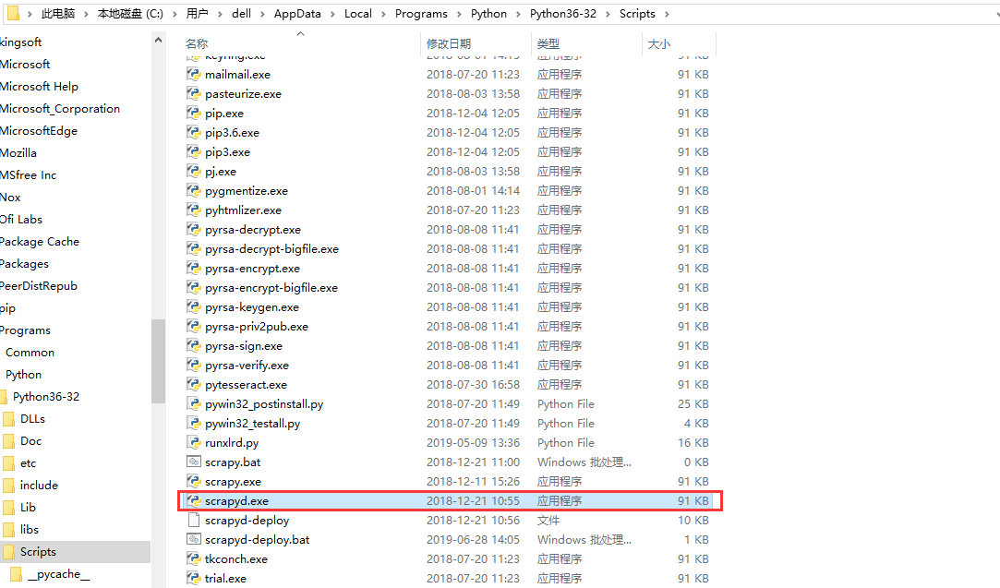 此电脑 › 本地磁盘 (C:) › 用户 › dell › AppData › Local › Programs › Python › Python36-32 › Scripts ›
kingsoft
Microsoft
Microsoft Help
Microsoft_Corporation
MicrosoftEdge
Mozilla
MSfree Inc
Nox
Ofi Labs
Package Cache
Packages
PeerDistRepub
pip
Programs
Common
Python
Python36-32
DLLs
Doc
etc
include
Lib
libs
Scripts
__pycache__
名称 修改日期 类型 大小
keyring.exe 2018-08-01 14:15 应用程序 91 KB
mailmail.exe 2018-07-20 11:23 应用程序 91 KB
pasteurize.exe 2018-08-03 13:58 应用程序 91 KB
pip.exe 2018-12-04 12:05 应用程序 91 KB
pip3.6.exe 2018-12-04 12:05 应用程序 91 KB
pip3.exe 2018-12-04 12:05 应用程序 91 KB
pj.exe 2018-08-03 13:58 应用程序 91 KB
pygmentize.exe 2018-08-01 14:14 应用程序 91 KB
pyhtmlizer.exe 2018-07-20 11:23 应用程序 91 KB
pyrsa-decrypt.exe 2018-08-08 11:41 应用程序 91 KB
pyrsa-decrypt-bigfile.exe 2018-08-08 11:41 应用程序 91 KB
pyrsa-encrypt.exe 2018-08-08 11:41 应用程序 91 KB
pyrsa-encrypt-bigfile.exe 2018-08-08 11:41 应用程序 91 KB
pyrsa-keygen.exe 2018-08-08 11:41 应用程序 91 KB
pyrsa-priv2pub.exe 2018-08-08 11:41 应用程序 91 KB
pyrsa-sign.exe 2018-08-08 11:41 应用程序 91 KB
pyrsa-verify.exe 2018-08-08 11:41 应用程序 91 KB
pytesseract.exe 2018-07-30 16:58 应用程序 91 KB
pywin32_postinstall.py 2018-07-20 11:49 Python File 25 KB
pywin32_testall.py 2018-07-20 11:49 Python File 4 KB
runxlrd.py 2019-05-09 13:36 Python File 16 KB
scrapy.bat 2018-12-21 11:00 Windows 批处理... 0 KB
scrapy.exe 2018-12-11 15:26 应用程序 91 KB
scrapyd.exe 2018-12-21 10:55 应用程序 91 KB
scrapyd-deploy 2018-12-21 10:56 文件 10 KB
scrapyd-deploy.bat 2019-06-28 14:05 Windows 批处理... 1 KB
tkconch.exe 2018-07-20 11:23 应用程序 91 KB
trial.exe 2018-07-20 11:23 应用程序 91 KB